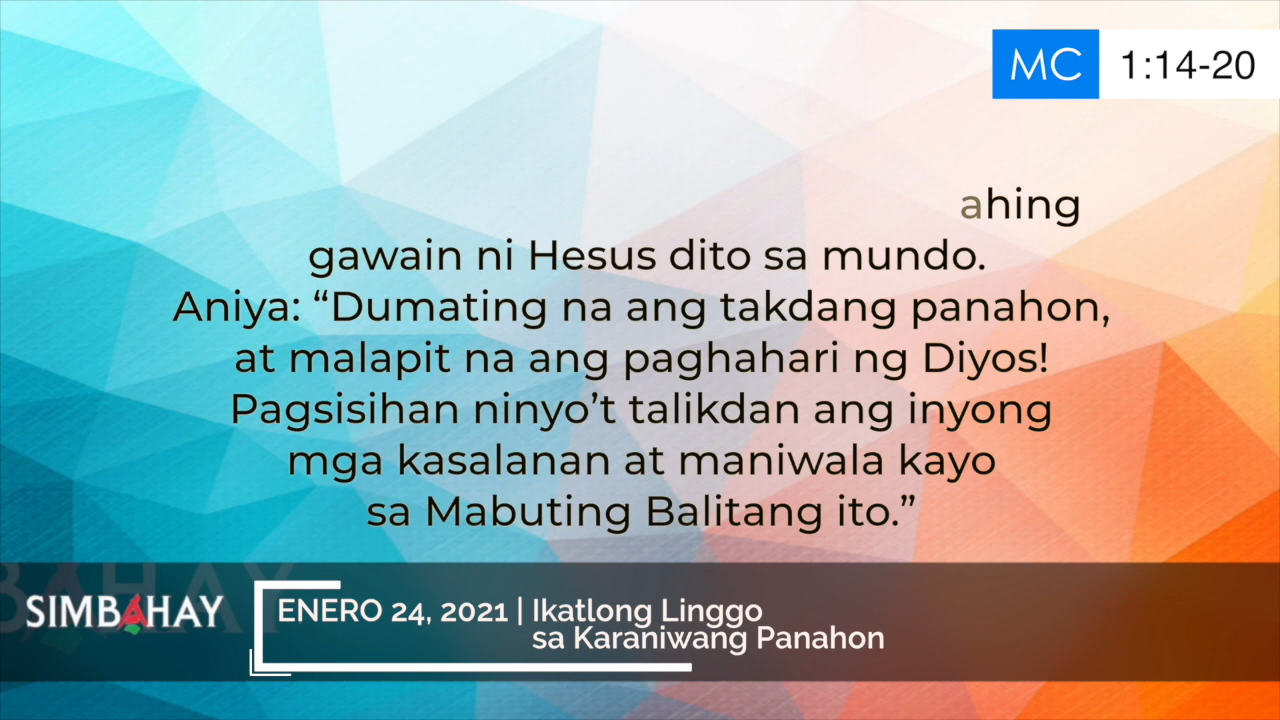 MC 1:14-20
ahing
gawain ni Hesus dito sa mundo.
Aniya: “Dumating na ang takdang panahon,
at malapit na ang paghahari ng Diyos!
Pagsisihan ninyo’t talikdan ang inyong
mga kasalanan at maniwala kayo
sa Mabuting Balitang ito.”
SIMBAHAY
ENERO 24, 2021 | Ikatlong Linggo
sa Karaniwang Panahon